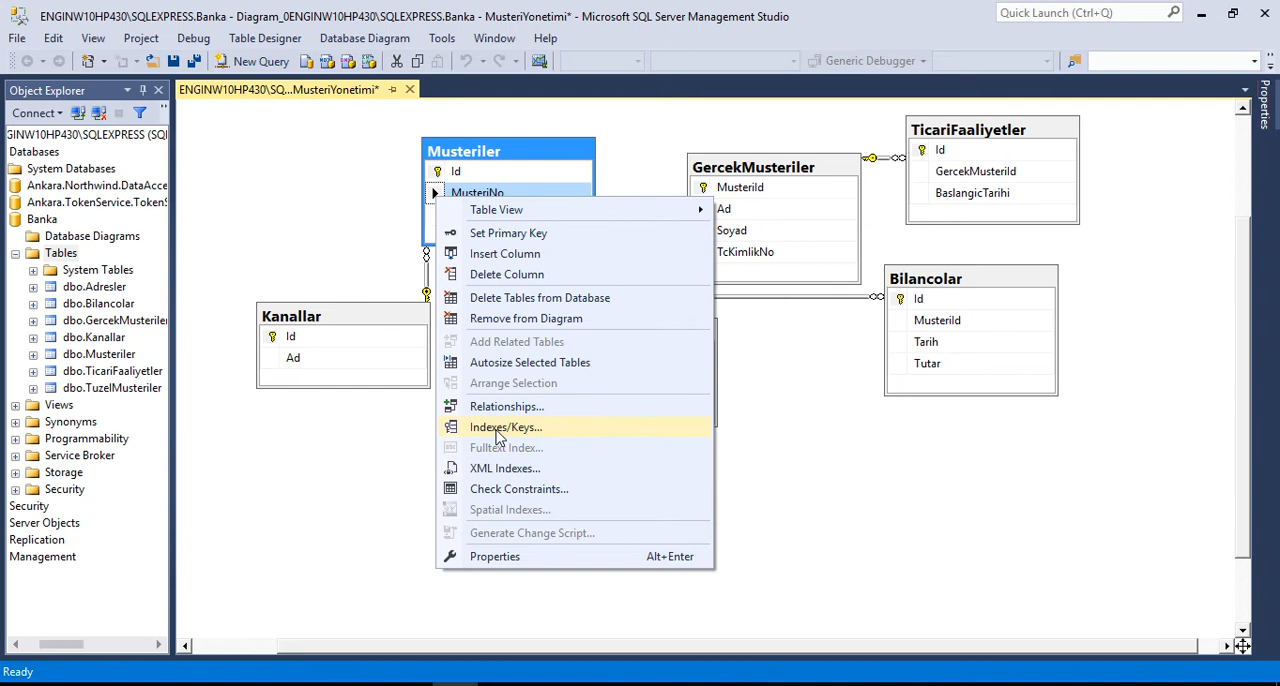 ENGINW10HP430\SQLEXPRESS.Banka - Diagram_0ENGINW10HP430\SQLEXPRESS.Banka - MusteriYonetimi* - Microsoft SQL Server Management Studio
Quick Launch (Ctrl+Q)
File Edit View Project Debug Table Designer Database Diagram Tools Window Help
New Query
Generic Debugger
Object Explorer
Connect
GINW10HP430\SQLEXPRESS (SQ
Databases
System Databases
Ankara.Northwind.DataAcce
Ankara.TokenService.Token
Banka
Database Diagrams
Tables
System Tables
dbo.Adresler
dbo.Bilancolar
dbo.GercekMusteriler
dbo.Kanallar
dbo.Musteriler
dbo.TicariFaaliyetler
dbo.TuzelMusteriler
Views
Synonyms
Programmability
Service Broker
Storage
Security
Security
Server Objects
Replication
Management
ENGINW10HP430\SQ...MusteriYonetimi*
Musteriler
Id
MusteriNo
Kanallar
Id
Ad
Table View
Set Primary Key
Insert Column
Delete Column
Delete Tables from Database
Remove from Diagram
Add Related Tables
Autosize Selected Tables
Arrange Selection
Relationships...
Indexes/Keys...
Fulltext Index...
XML Indexes...
Check Constraints...
Spatial Indexes...
Generate Change Script...
Properties Alt+Enter
GercekMusteriler
MusteriId
Ad
Soyad
TcKimlikNo
TicariFaaliyetler
Id
GercekMusteriId
BaslangicTarihi
Bilancolar
Id
MusteriId
Tarih
Tutar
Properties
Ready